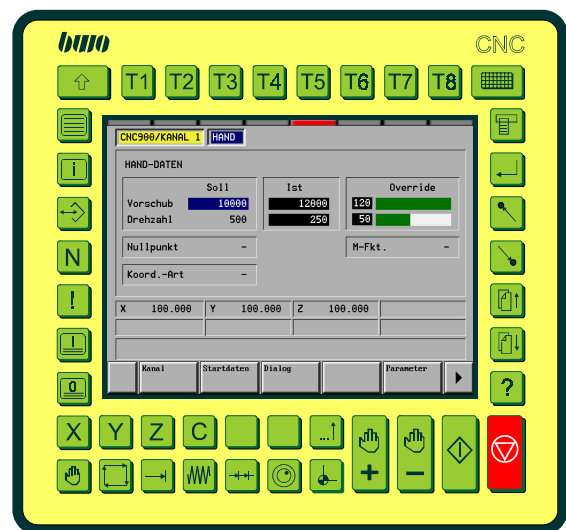 bwo CNC
T1 T2 T3 T4 T5 T6 T7 T8
CNC900/KANAL 1 HAND
HAND-DATEN
Soll Ist Override
Vorschub 10000 12000 120
Drehzahl 500 250 50
Nullpunkt - M-Fkt. -
Koord.-Art -
X 100.000 Y 100.000 Z 100.000
Kanal Startdaten Dialog Parameter
i
N
!
I
0
?
X Y Z C ...1
+ -